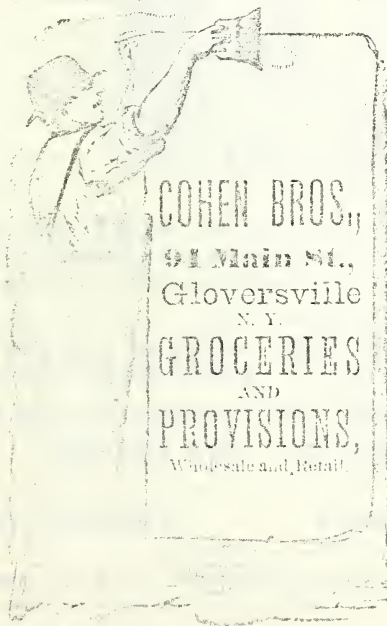 COHEN BROS.,
91 Main St.,
Gloversville
N. Y.
GROCERIES
AND
PROVISIONS,
Wholesale and Retail.